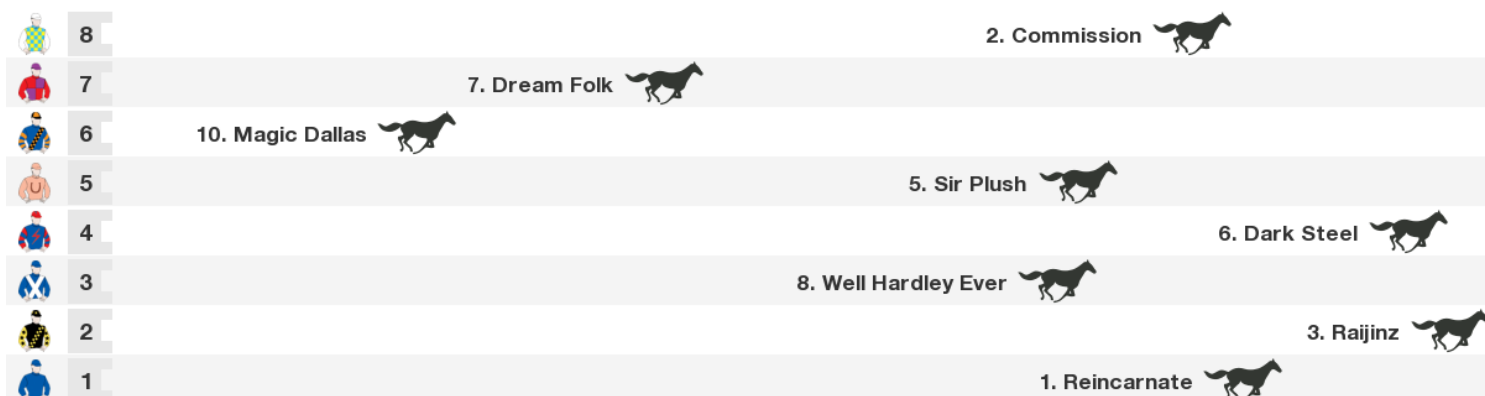 8 2. Commission
7 7. Dream Folk
6 10. Magic Dallas
5 5. Sir Plush
4 6. Dark Steel
3 8. Well Hardley Ever
2 3. Raijinz
1 1. Reincarnate